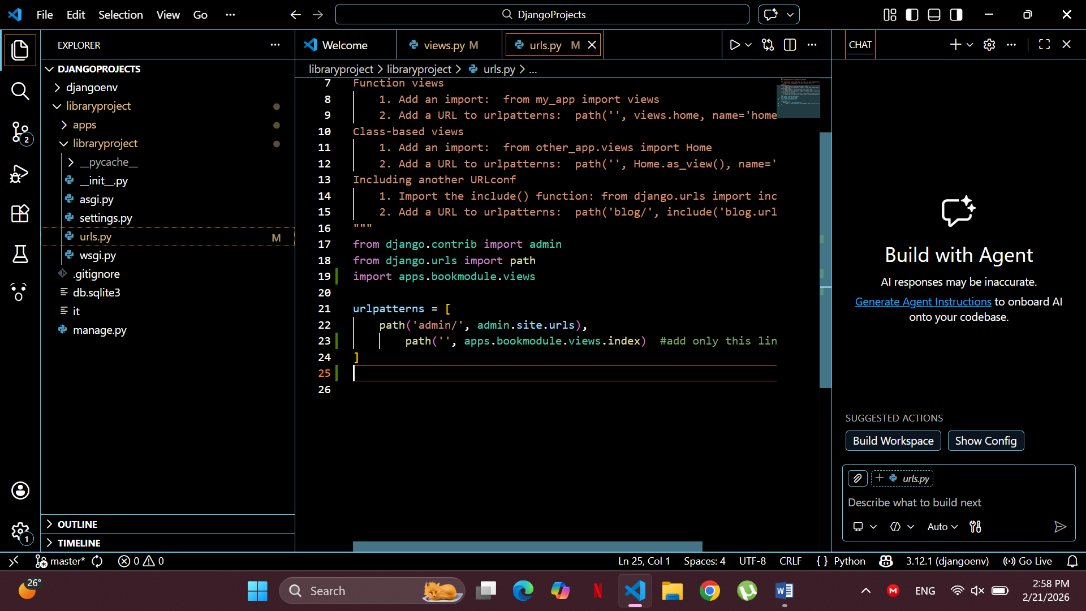 File Edit Selection View Go ··· DjangoProjects
EXPLORER ···
DJANGOPROJECTS
djangoenv
libraryproject
apps
libraryproject
__pycache__
__init__.py
asgi.py
settings.py
urls.py M
wsgi.py
.gitignore
db.sqlite3
it
manage.py
OUTLINE
TIMELINE
2
1
Welcome views.py M urls.py M
libraryproject > libraryproject > urls.py > ...
7 Function views
8 1. Add an import: from my_app import views
9 2. Add a URL to urlpatterns: path('', views.home, name='home
10 Class-based views
11 1. Add an import: from other_app.views import Home
12 2. Add a URL to urlpatterns: path('', Home.as_view(), name='
13 Including another URLconf
14 1. Import the include() function: from django.urls import inc
15 2. Add a URL to urlpatterns: path('blog/', include('blog.url
16 """
17 from django.contrib import admin
18 from django.urls import path
19 import apps.bookmodule.views
20
21 urlpatterns = [
22 path('admin/', admin.site.urls),
23 path('', apps.bookmodule.views.index) #add only this lin
24 ]
25
26
CHAT
Build with Agent
AI responses may be inaccurate.
Generate Agent Instructions to onboard AI
onto your codebase.
SUGGESTED ACTIONS
Build Workspace Show Config
urls.py
Describe what to build next
Auto
master* 0 0 Ln 25, Col 1 Spaces: 4 UTF-8 CRLF { } Python 3.12.1 (djangoenv) Go Live
26° Search ENG 2:58 PM
2/21/2026